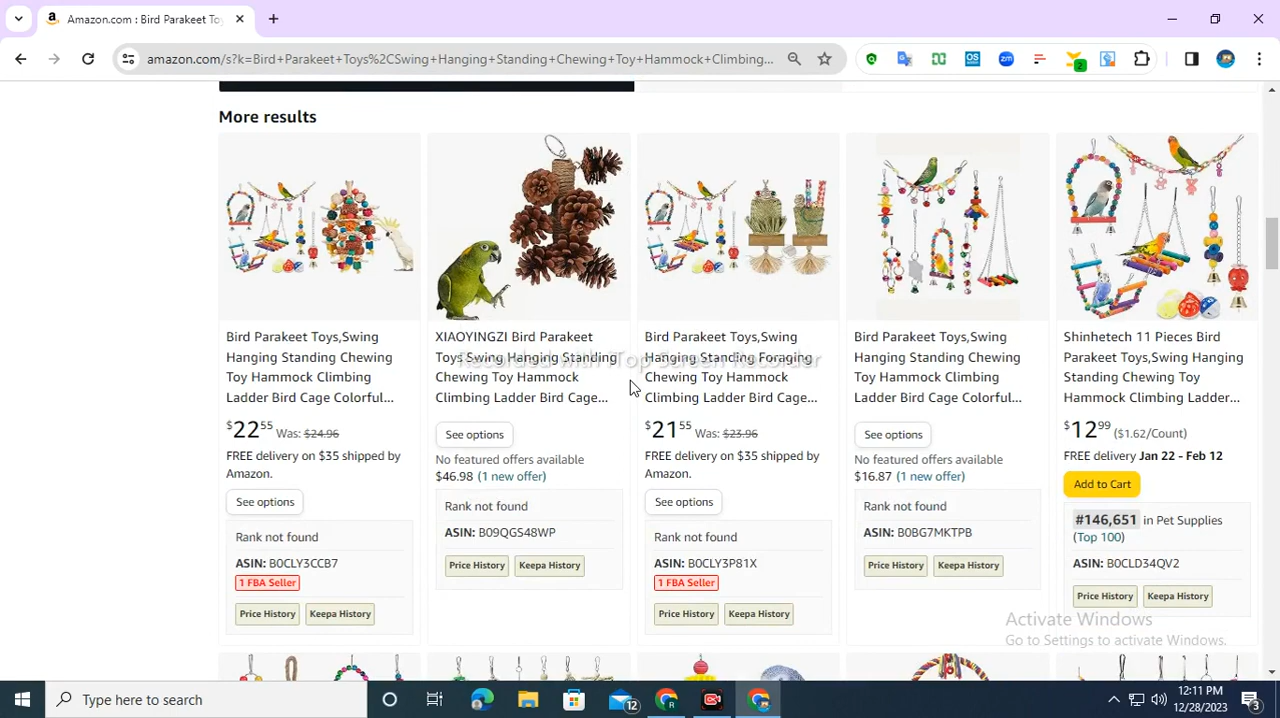 Amazon.com : Bird Parakeet To
amazon.com/s?k=Bird+Parakeet+Toys%2CSwing+Hanging+Standing+Chewing+Toy+Hammock+Climbing...
2
More results
Bird Parakeet Toys,Swing
Hanging Standing Chewing
Toy Hammock Climbing
Ladder Bird Cage Colorful...
$22 55 Was: $24.96
FREE delivery on $35 shipped by
Amazon.
See options
Rank not found
ASIN: B0CLY3CCB7
1 FBA Seller
Price History
Keepa History
XIAOYINGZI Bird Parakeet
Toys Swing Hanging Standing
Chewing Toy Hammock
Climbing Ladder Bird Cage...
See options
No featured offers available
$46.98 (1 new offer)
Rank not found
ASIN: B09QGS48WP
Price History
Keepa History
Bird Parakeet Toys,Swing
Hanging Standing Foraging
Chewing Toy Hammock
Climbing Ladder Bird Cage...
$21 55 Was: $23.96
FREE delivery on $35 shipped by
Amazon.
See options
Rank not found
ASIN: B0CLY3P81X
1 FBA Seller
Price History
Keepa History
Bird Parakeet Toys,Swing
Hanging Standing Chewing
Toy Hammock Climbing
Ladder Bird Cage Colorful...
See options
No featured offers available
$16.87 (1 new offer)
Rank not found
ASIN: B0BG7MKTPB
Price History
Keepa History
Shinhetech 11 Pieces Bird
Parakeet Toys,Swing Hanging
Standing Chewing Toy
Hammock Climbing Ladder...
$12 99 ($1.62/Count)
FREE delivery Jan 22 - Feb 12
Add to Cart
#146,651 in Pet Supplies
(Top 100)
ASIN: B0CLD34QV2
Price History
Keepa History
Recorded with iTop Screen Recorder
Activate Windows
Go to Settings to activate Windows.
Type here to search
12
12:11 PM
12/28/2023
3